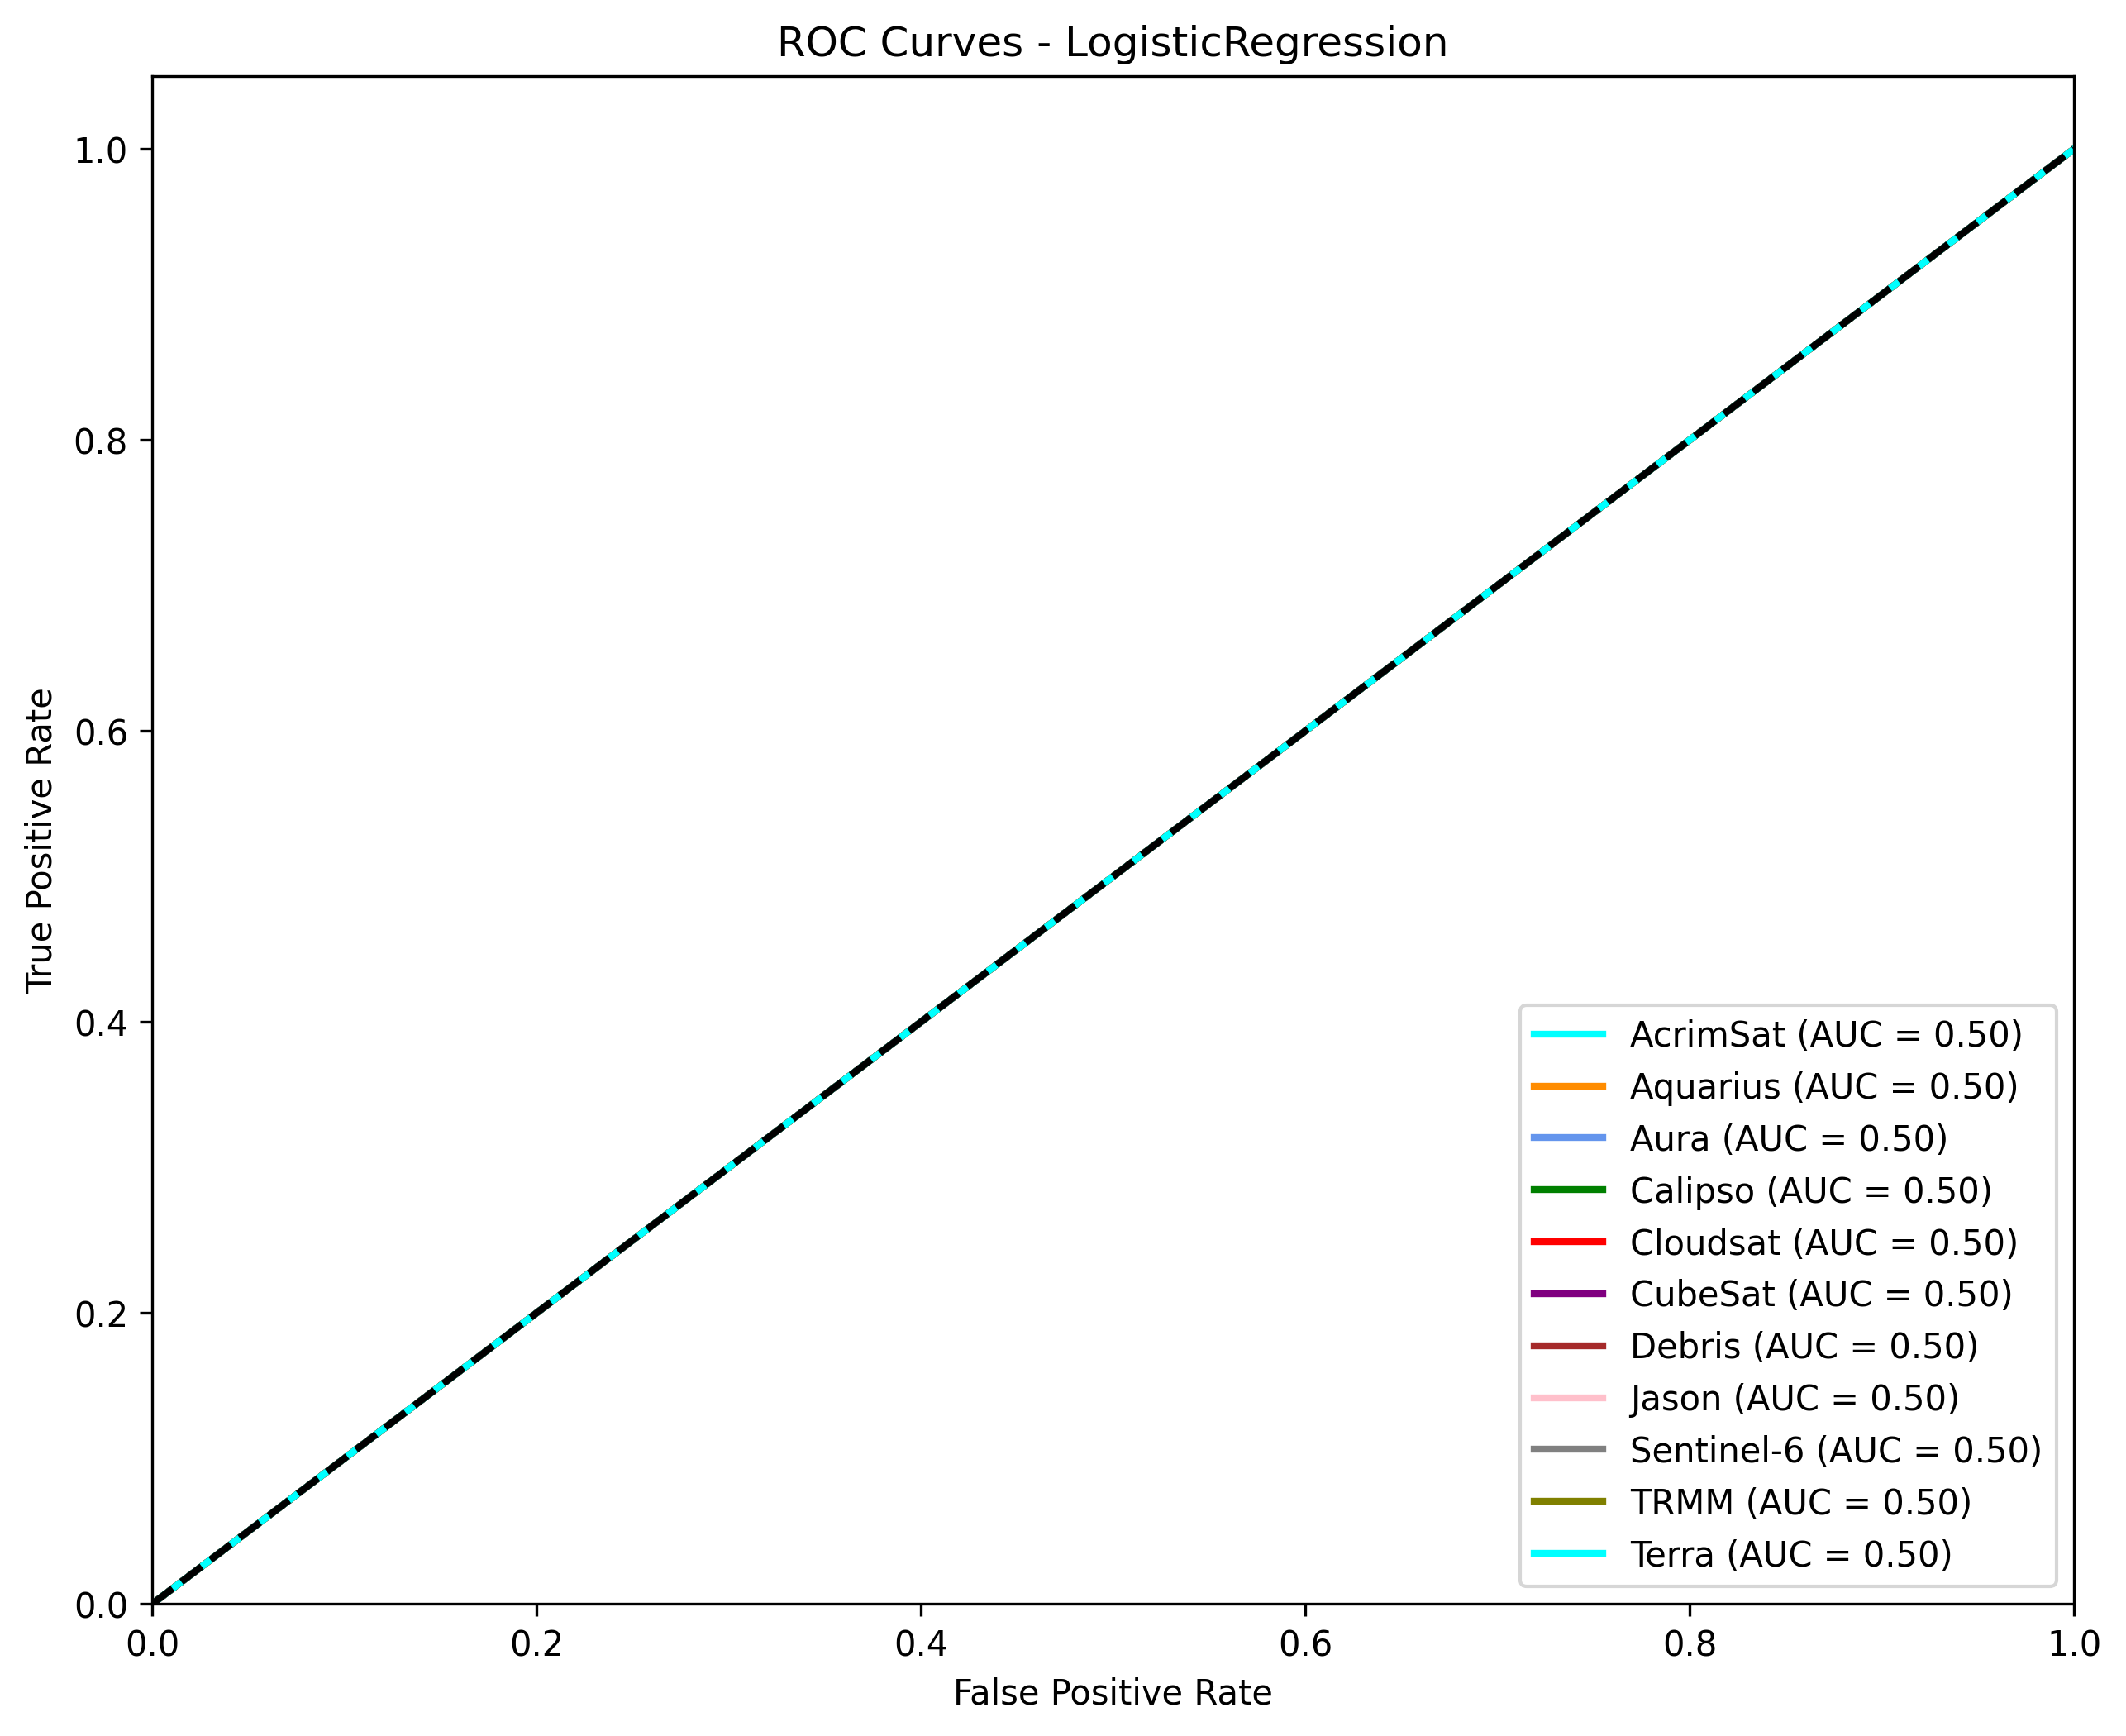 ROC Curves - LogisticRegression
True Positive Rate
1.0
0.8
0.6
0.4
0.2
0.0
0.0 0.2 0.4 0.6 0.8 1.0
False Positive Rate
AcrimSat (AUC = 0.50)
Aquarius (AUC = 0.50)
Aura (AUC = 0.50)
Calipso (AUC = 0.50)
Cloudsat (AUC = 0.50)
CubeSat (AUC = 0.50)
Debris (AUC = 0.50)
Jason (AUC = 0.50)
Sentinel-6 (AUC = 0.50)
TRMM (AUC = 0.50)
Terra (AUC = 0.50)